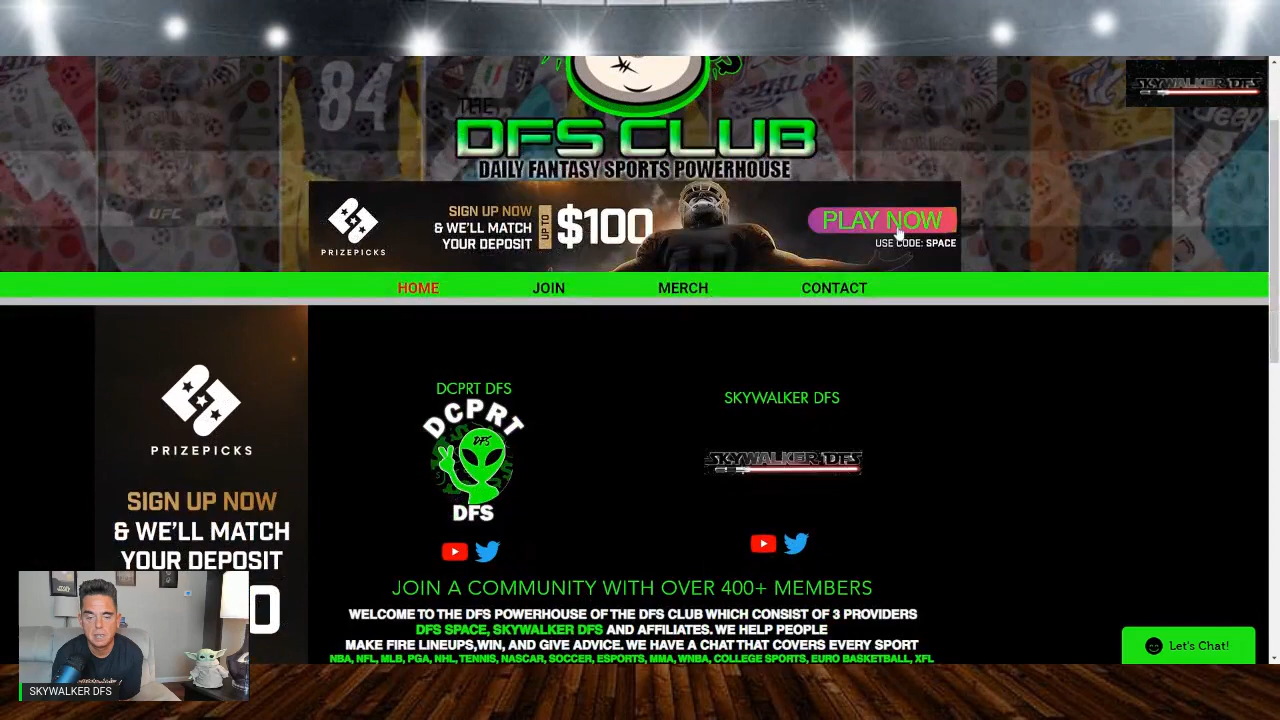 84
THE
DFS CLUB
DAILY FANTASY SPORTS POWERHOUSE
SKYWALKER DFS
UFC
Jeep
PRIZEPICKS
SIGN UP NOW
& WE'LL MATCH
YOUR DEPOSIT
UP TO
$100
PLAY NOW
USE CODE: SPACE
HOME
JOIN
MERCH
CONTACT
PRIZEPICKS
SIGN UP NOW
& WE'LL MATCH
YOUR DEPOSIT
0
DCPRT DFS
DCPRT
DFS
DFS
SKYWALKER DFS
SKYWALKER DFS
JOIN A COMMUNITY WITH OVER 400+ MEMBERS
WELCOME TO THE DFS POWERHOUSE OF THE DFS CLUB WHICH CONSIST OF 3 PROVIDERS
DFS SPACE, SKYWALKER DFS AND AFFILIATES. WE HELP PEOPLE
MAKE FIRE LINEUPS,WIN, AND GIVE ADVICE. WE HAVE A CHAT THAT COVERS EVERY SPORT
NBA, NFL, MLB, PGA, NHL, TENNIS, NASCAR, SOCCER, ESPORTS, MMA, WNBA, COLLEGE SPORTS, EURO BASKETBALL, XFL
Let's Chat!
SKYWALKER DFS